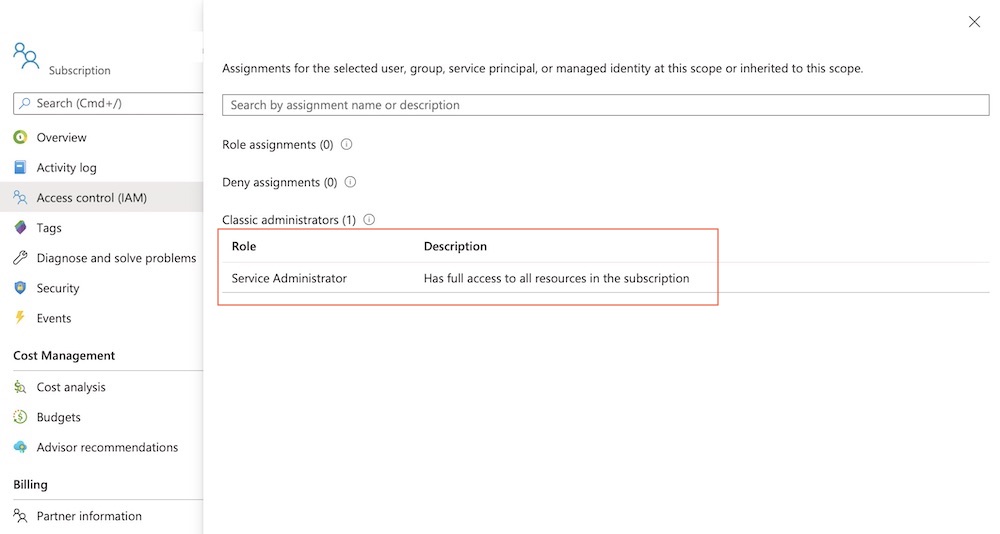 Subscription
Search (Cmd+/)
Overview
Activity log
Access control (IAM)
Tags
Diagnose and solve problems
Security
Events
Cost Management
Cost analysis
Budgets
Advisor recommendations
Billing
Partner information
Assignments for the selected user, group, service principal, or managed identity at this scope or inherited to this scope.
Search by assignment name or description
Role assignments (0)
Deny assignments (0)
Classic administrators (1)
Role Description
Service Administrator Has full access to all resources in the subscription